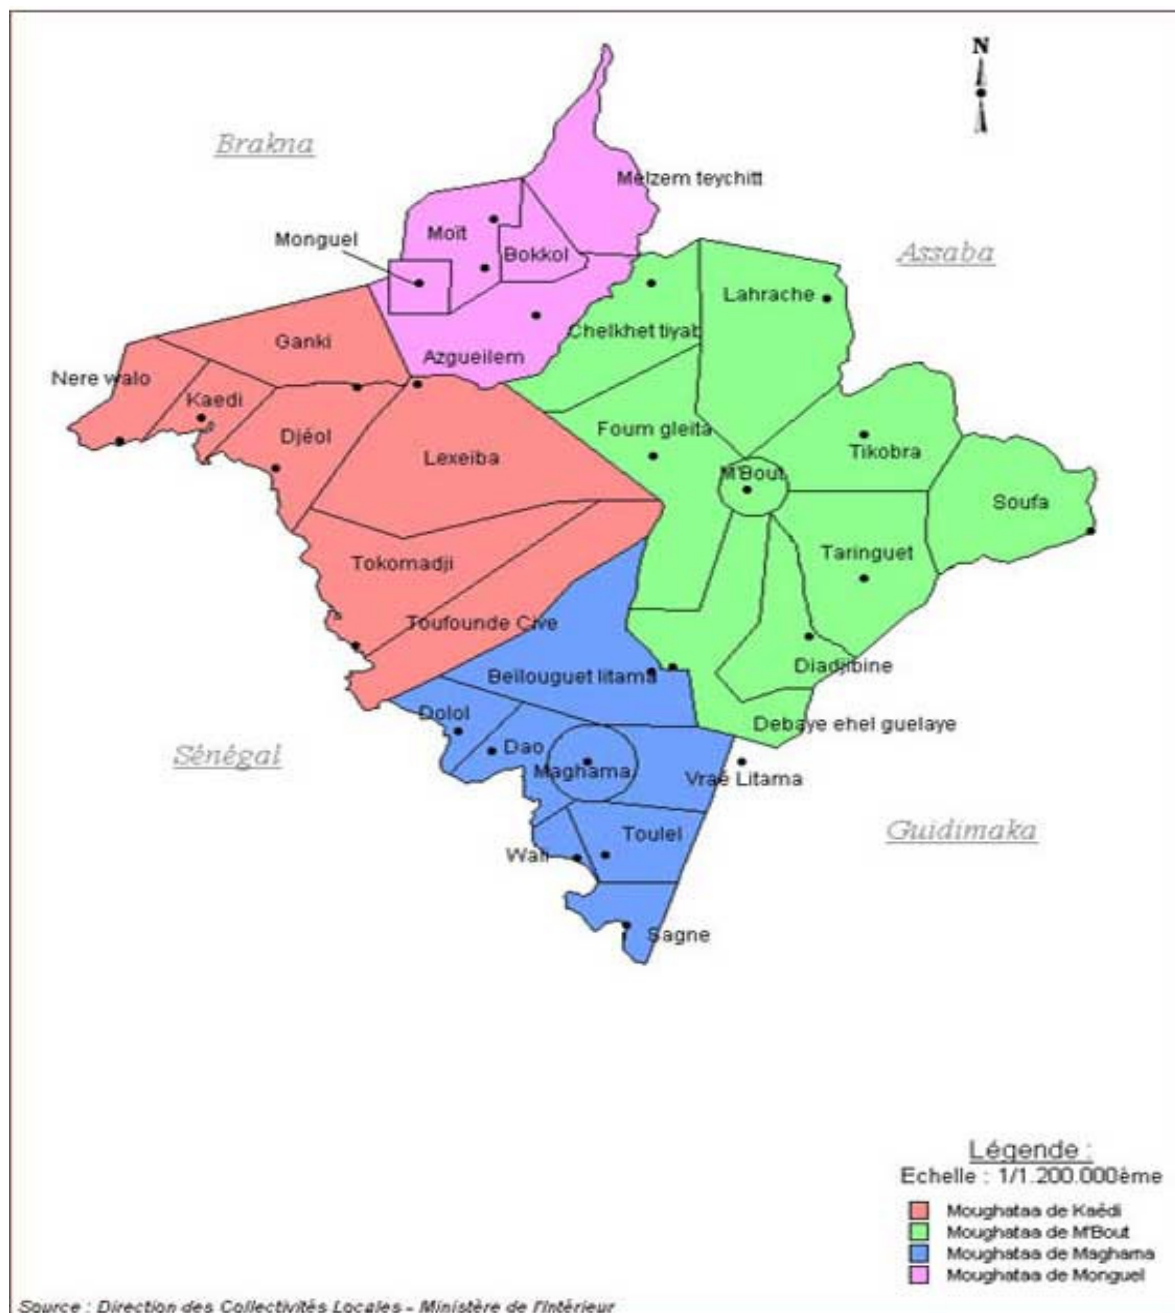 N
Brakna
Melzem teychitt
Monguel
Moït
Bokkol
Assaba
Lahrache
Chelkhet tiyab
Ganki
Azgueilem
Nere walo
Kaedi
Djéol
Lexeiba
Foum gleita
M'Bout
Tikobra
Soufa
Taringuet
Tokomadji
Toufounde Cive
Bellouguet litama
Diadjibine
Dolol
Debaye ehel guelaye
Sénégal
Dao
Maghama
Vraé Litama
Toulel
Guidimaka
Wali
Sagne
Légende :
Echelle : 1/1.200.000ème
Moughataa de Kaédi
Moughataa de M'Bout
Moughataa de Maghama
Moughataa de Monguel
Source : Direction des Collectivités Locales - Ministère de l'Intérieur